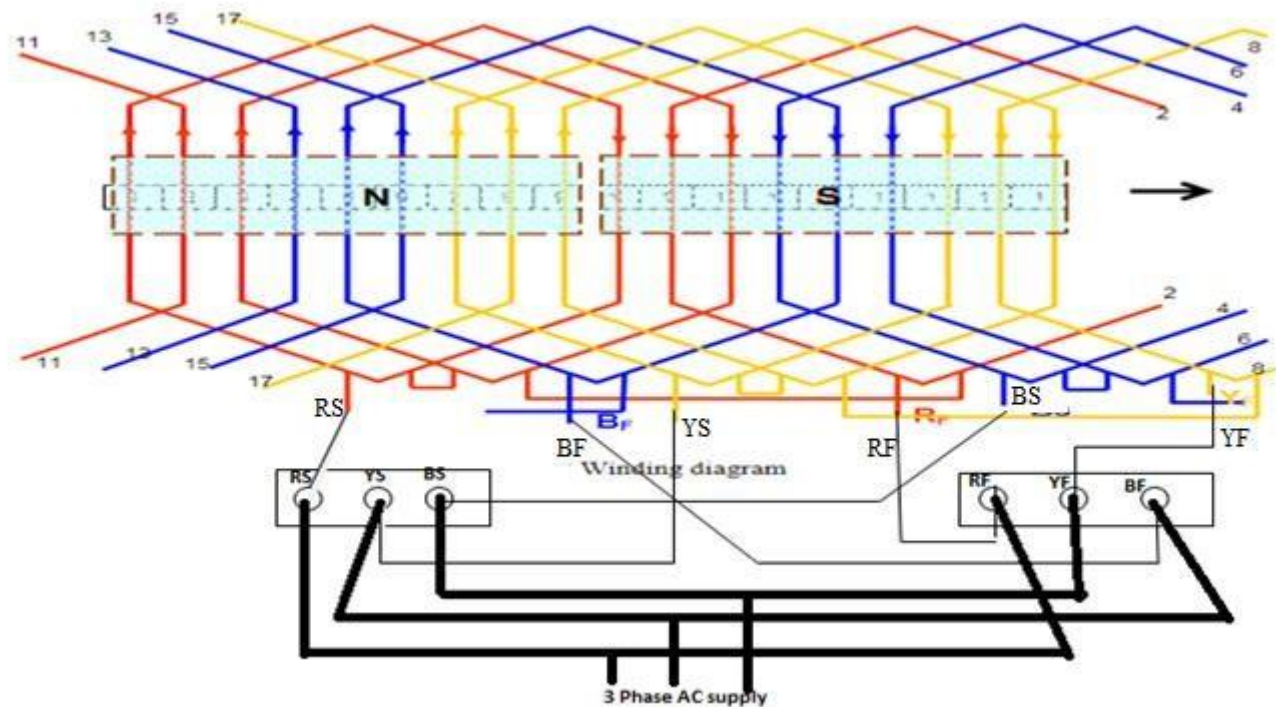 17
15
13
11
8
6
4
2
N
S
2
4
6
8
11
13
15
17
RS
BF
BF
YS
RF
RF
BS
YF
Winding diagram
RS
YS
BS
RF
YF
BF
3 Phase AC supply